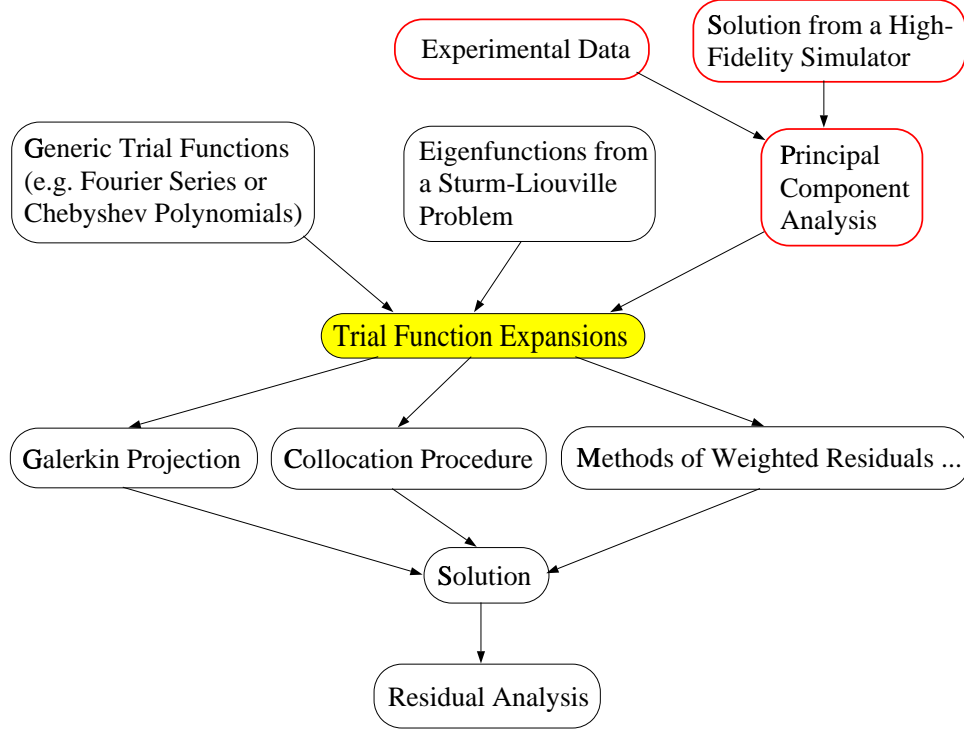 Experimental Data
Solution from a High-
Fidelity Simulator
Generic Trial Functions
(e.g. Fourier Series or
Chebyshev Polynomials)
Eigenfunctions from
a Sturm-Liouville
Problem
Principal
Component
Analysis
Trial Function Expansions
Galerkin Projection
Collocation Procedure
Methods of Weighted Residuals ...
Solution
Residual Analysis